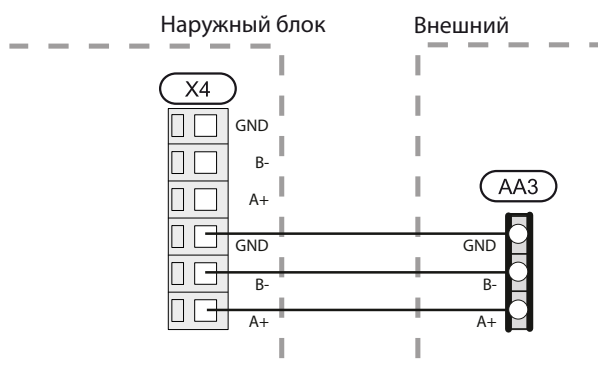 Наружный блок
Внешний
X4
GND
B-
A+
AA3
GND
GND
B-
B-
A+
A+